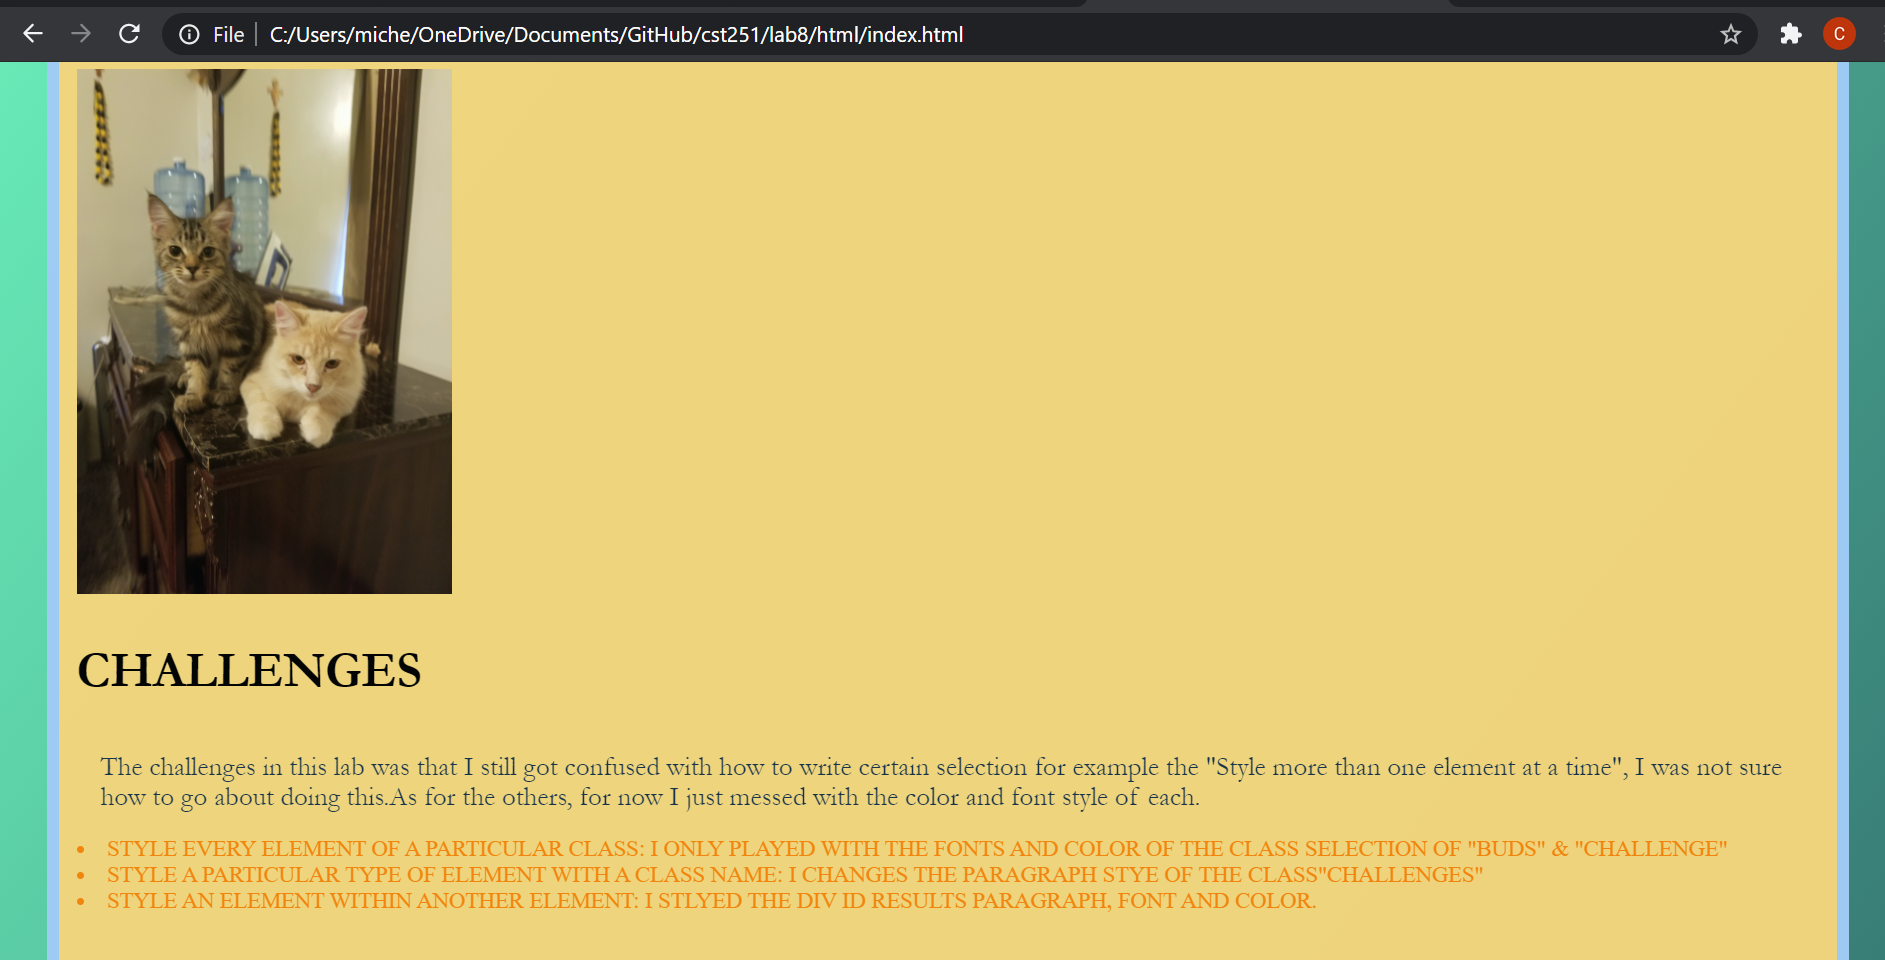 File
C:/Users/miche/OneDrive/Documents/GitHub/cst251/lab8/html/index.html
C
CHALLENGES
The challenges in this lab was that I still got confused with how to write certain selection for example the "Style more than one element at a time", I was not sure
how to go about doing this.As for the others, for now I just messed with the color and font style of each.
• STYLE EVERY ELEMENT OF A PARTICULAR CLASS: I ONLY PLAYED WITH THE FONTS AND COLOR OF THE CLASS SELECTION OF "BUDS" & "CHALLENGE"
• STYLE A PARTICULAR TYPE OF ELEMENT WITH A CLASS NAME: I CHANGES THE PARAGRAPH STYE OF THE CLASS"CHALLENGES"
• STYLE AN ELEMENT WITHIN ANOTHER ELEMENT: I STLYED THE DIV ID RESULTS PARAGRAPH, FONT AND COLOR.